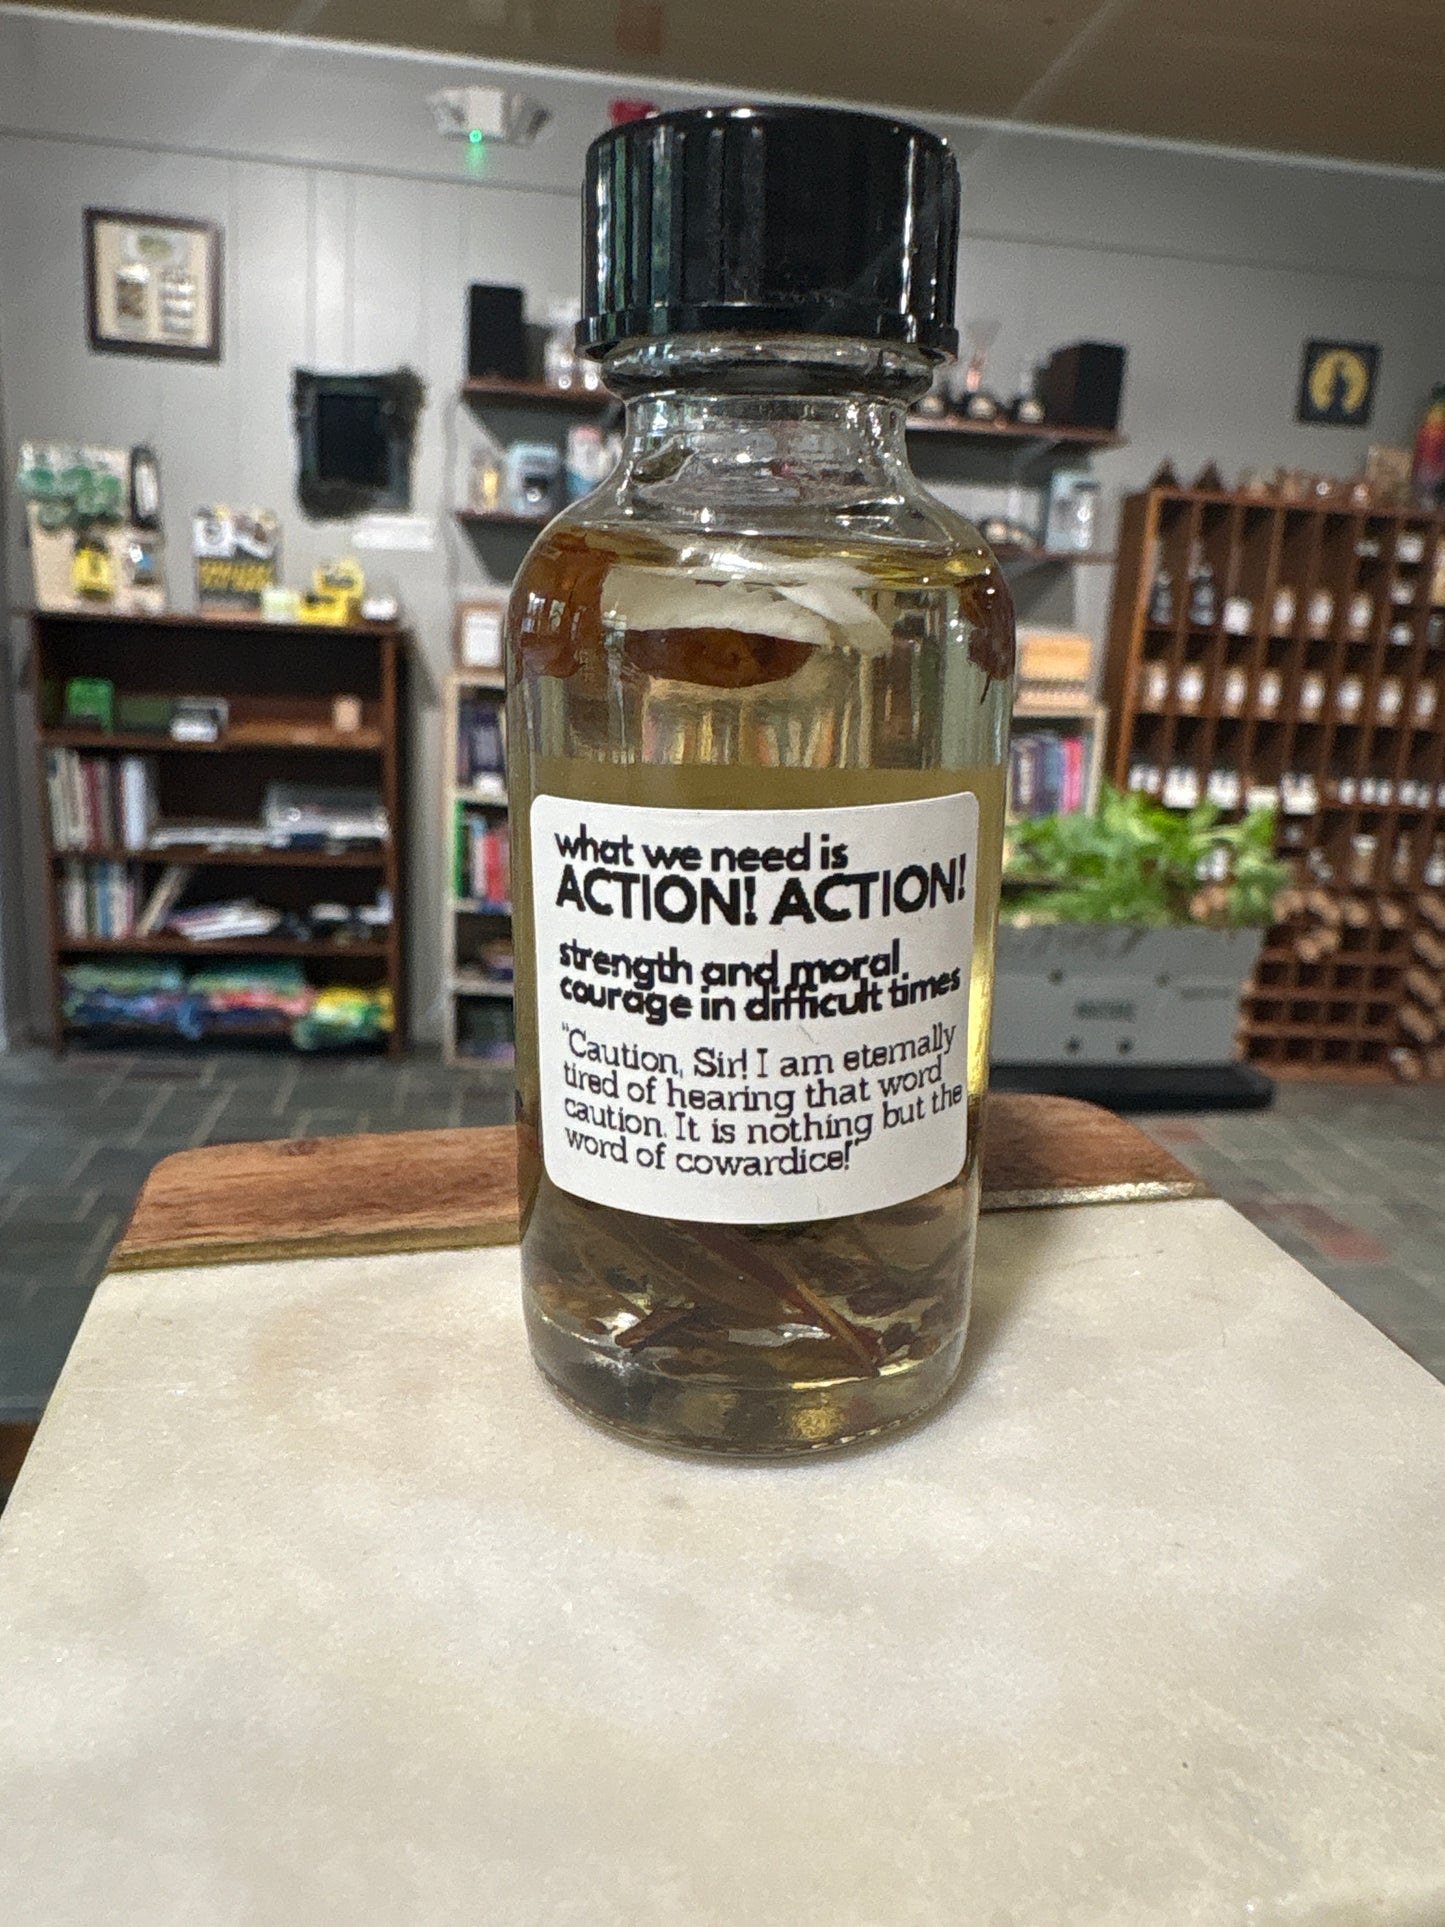 what we need is
ACTION! ACTION!
strength and moral
courage in difficult times
"Caution, Sir! I am eternally
tired of hearing that word
caution. It is nothing but the
word of cowardice!"